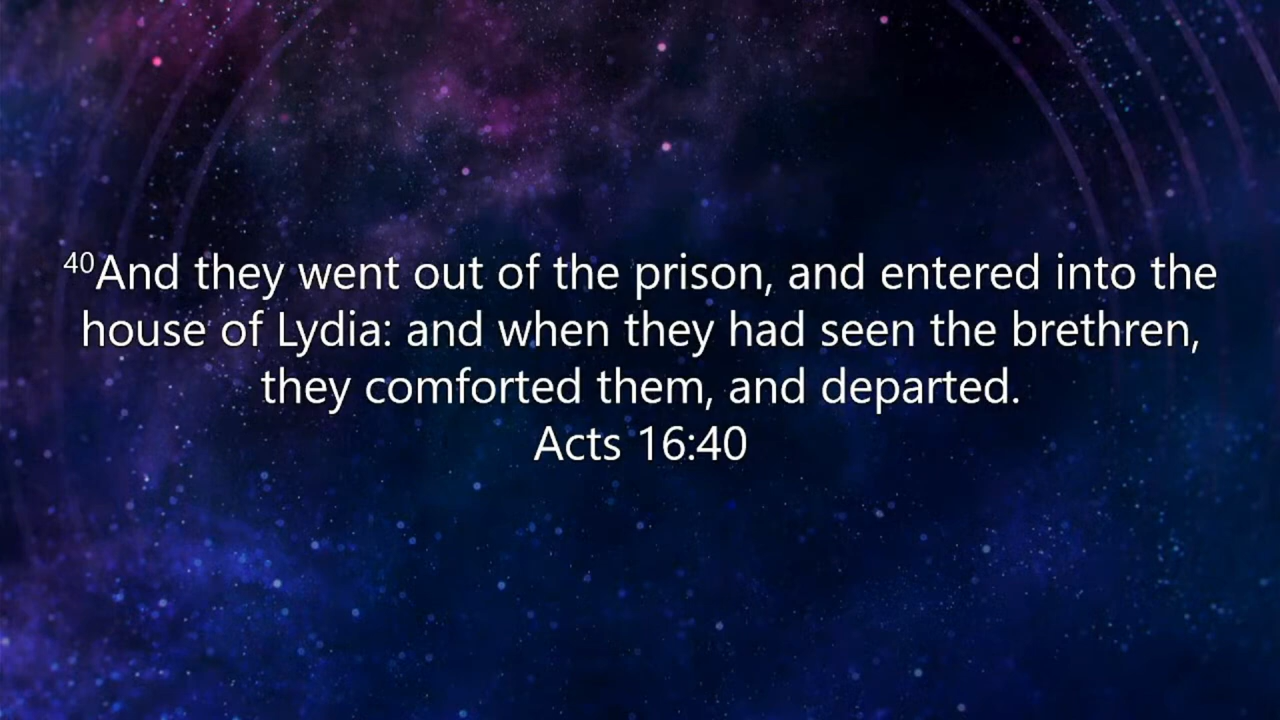 ⁴⁰And they went out of the prison, and entered into the
house of Lydia: and when they had seen the brethren,
they comforted them, and departed.
Acts 16:40